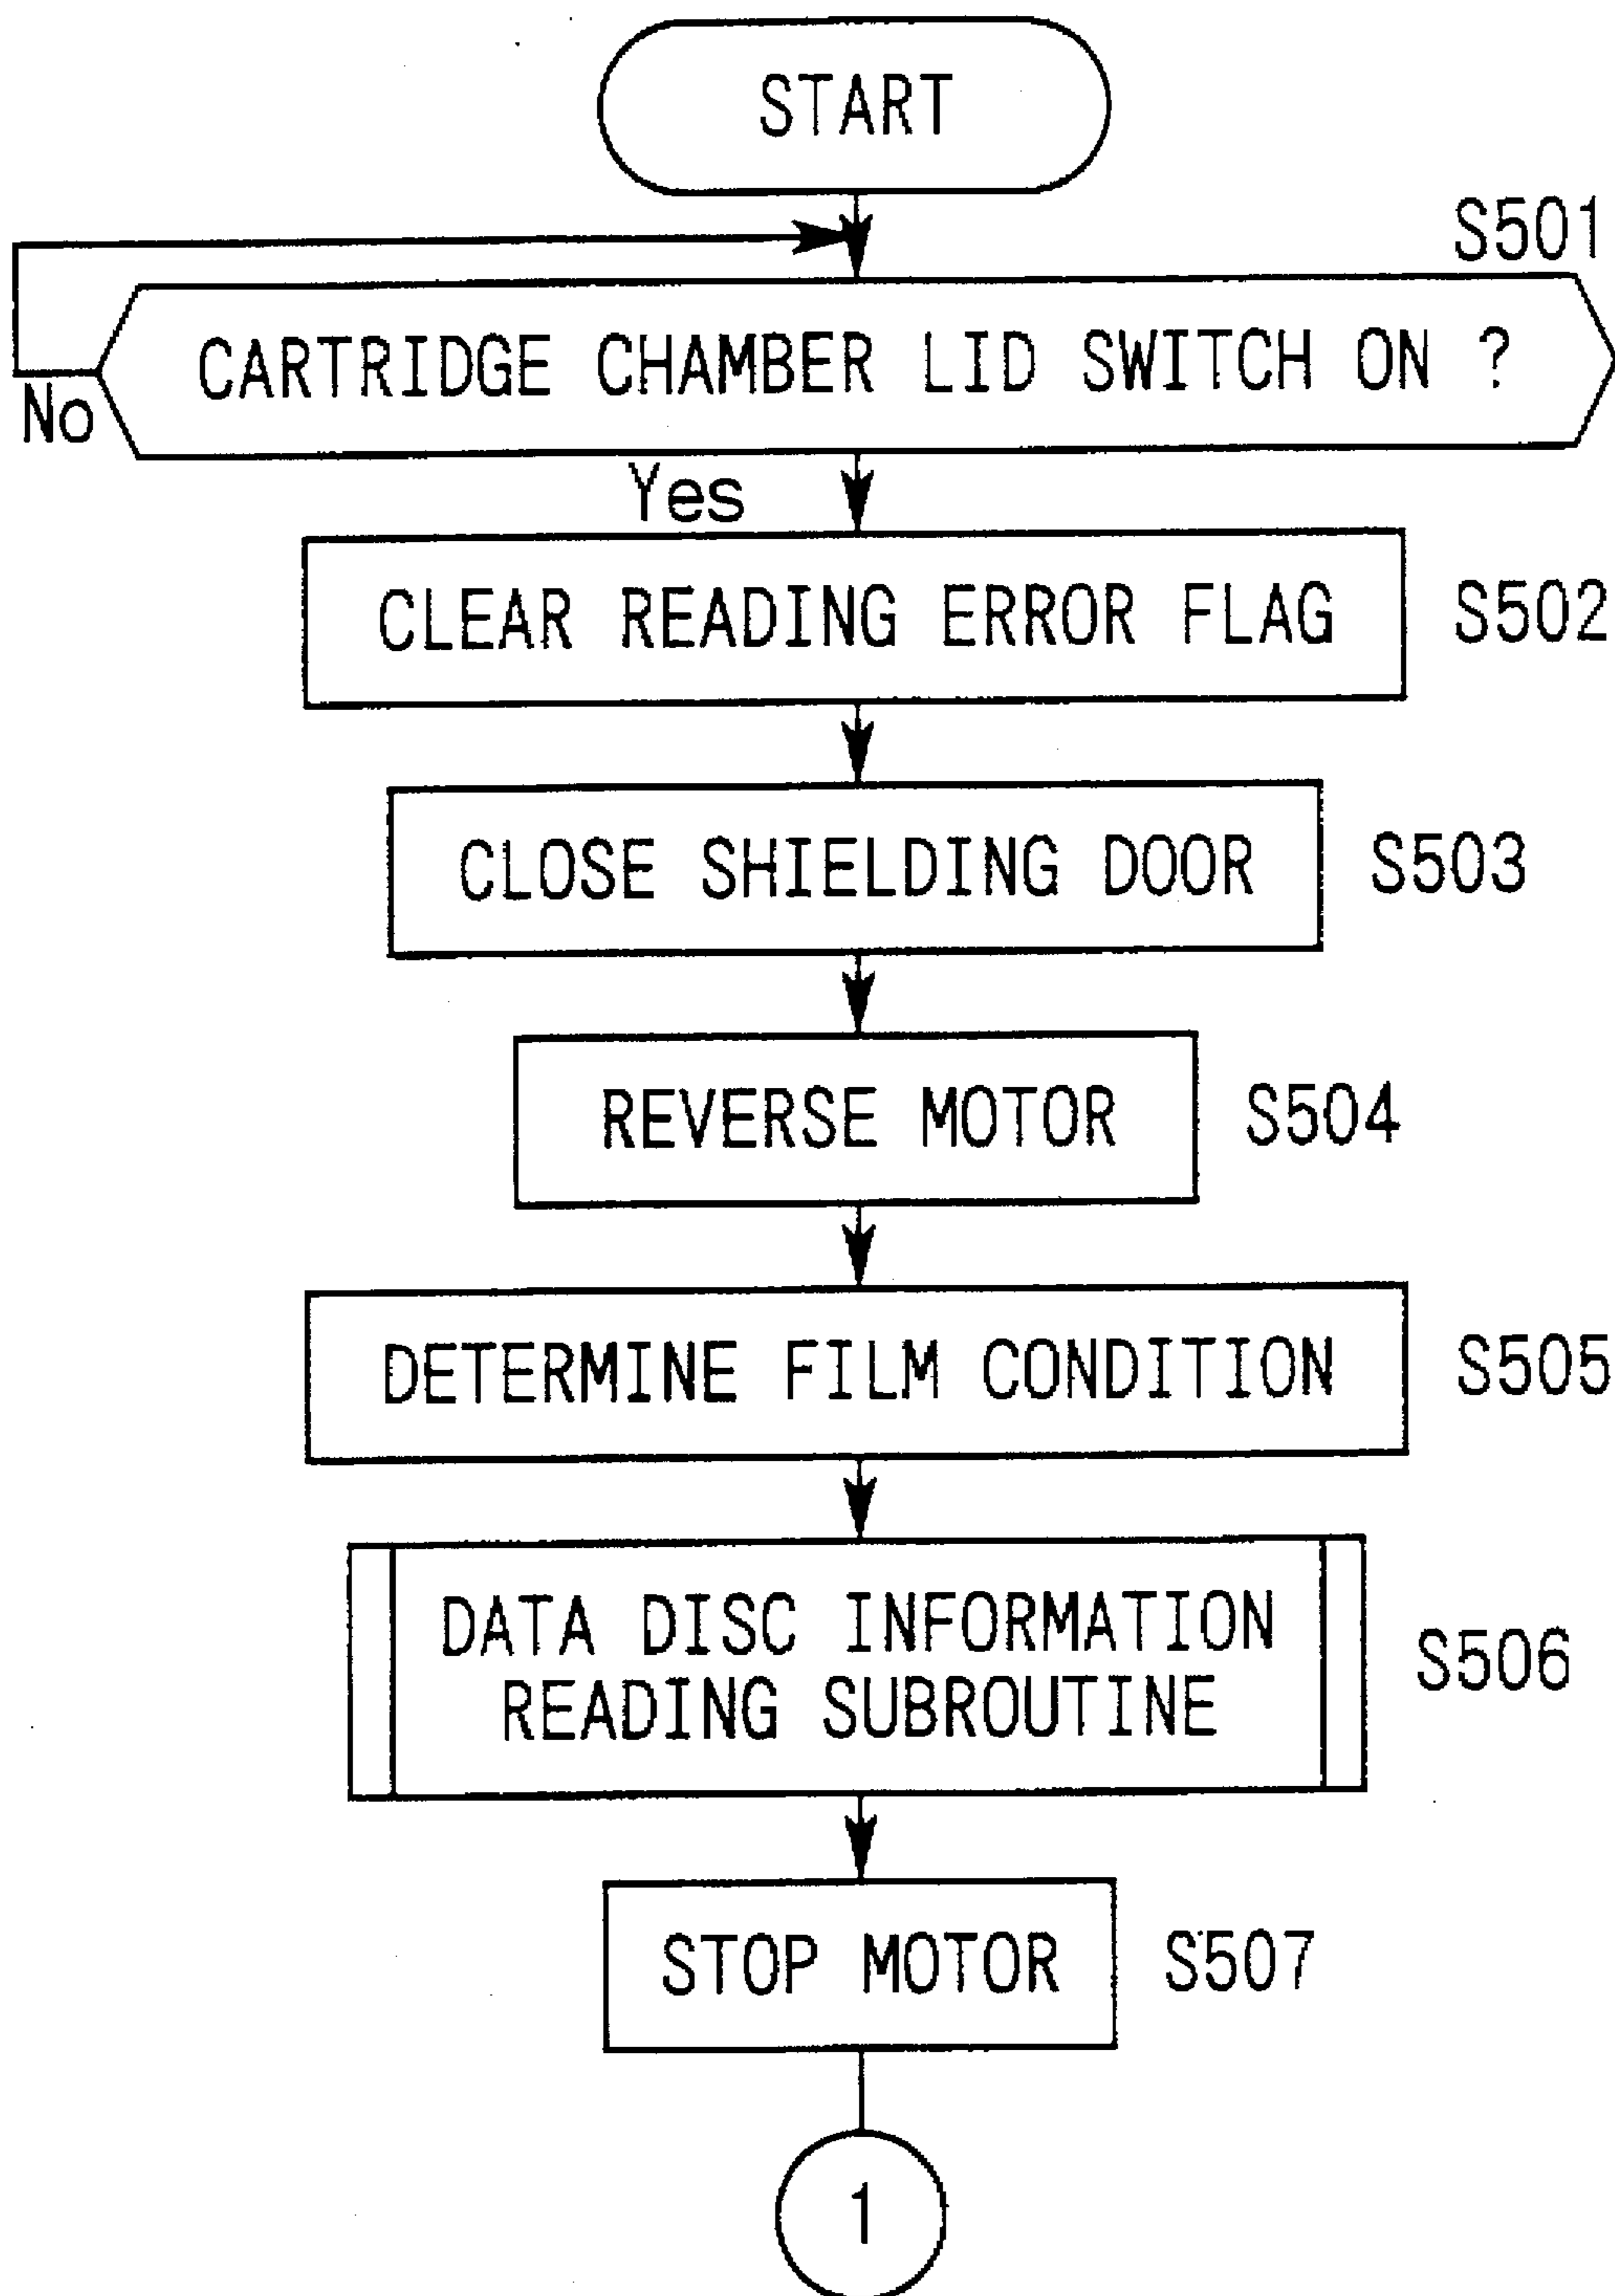 START
S501
CARTRIDGE CHAMBER LID SWITCH ON ?
No
Yes
CLEAR READING ERROR FLAG
S502
CLOSE SHIELDING DOOR
S503
REVERSE MOTOR
S504
DETERMINE FILM CONDITION
S505
DATA DISC INFORMATION
READING SUBROUTINE
S506
STOP MOTOR
S507
1